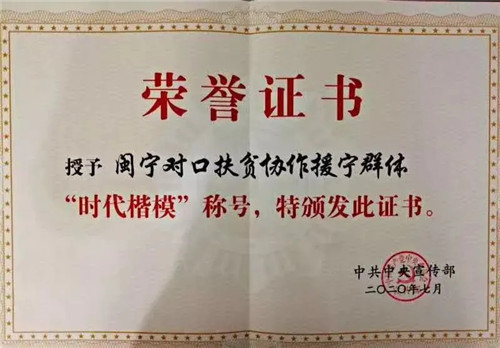 荣誉证书
授予 闽宁对口扶贫协作援宁群体
“时代楷模”称号，特颁发此证书。
中共中央宣传部
二〇二〇年七月